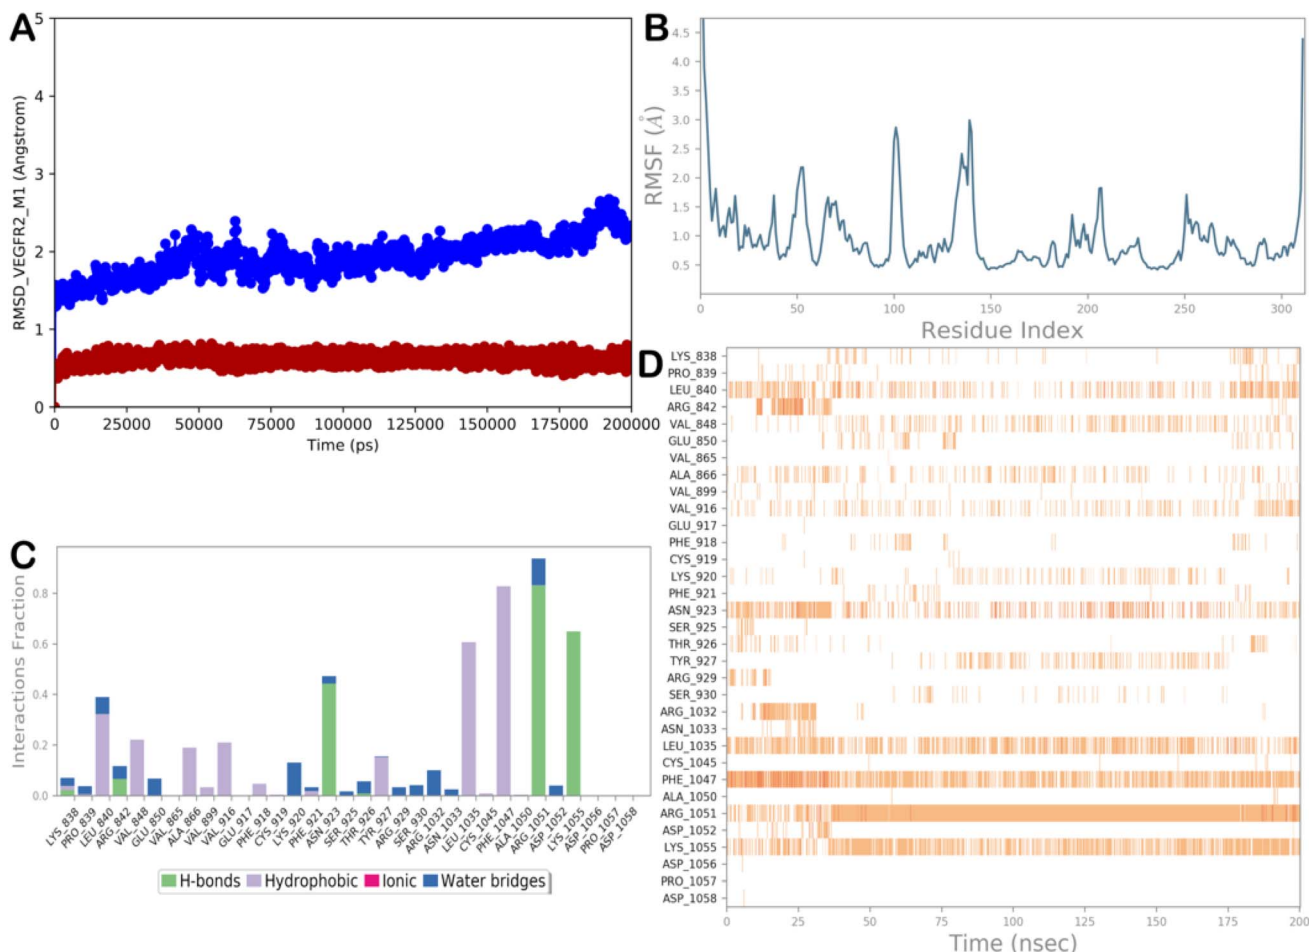 A
RMSD_VEGFR2_M1 (Angstrom)
5
4
3
2
1
0
0 25000 50000 75000 100000 125000 150000 175000 200000
Time (ps)
B
RMSF (Å)
4.5
4.0
3.5
3.0
2.5
2.0
1.5
1.0
0.5
0 50 100 150 200 250 300
Residue Index
C
Interactions Fraction
0.8
0.6
0.4
0.2
0.0
LYS_838
PRO_839
LEU_840
ARG_842
VAL_848
GLU_850
VAL_865
ALA_866
VAL_899
VAL_916
GLU_917
PHE_918
CYS_919
LYS_920
PHE_921
ASN_923
SER_925
THR_926
TYR_927
ARG_929
SER_930
ARG_1032
ASN_1033
LEU_1035
CYS_1045
PHE_1047
ALA_1050
ARG_1051
ASP_1052
LYS_1055
ASP_1056
PRO_1057
ASP_1058
H-bonds Hydrophobic Ionic Water bridges
D
LYS_838
PRO_839
LEU_840
ARG_842
VAL_848
GLU_850
VAL_865
ALA_866
VAL_899
VAL_916
GLU_917
PHE_918
CYS_919
LYS_920
PHE_921
ASN_923
SER_925
THR_926
TYR_927
ARG_929
SER_930
ARG_1032
ASN_1033
LEU_1035
CYS_1045
PHE_1047
ALA_1050
ARG_1051
ASP_1052
LYS_1055
ASP_1056
PRO_1057
ASP_1058
0 25 50 75 100 125 150 175 200
Time (nsec)